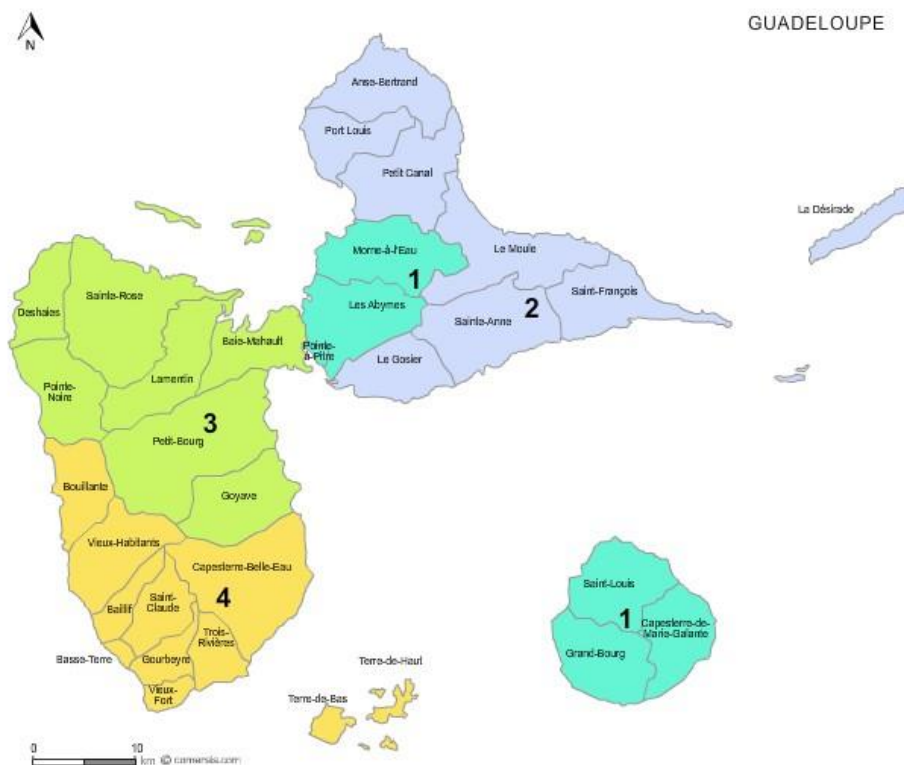 GUADELOUPE
N
Anse-Bertrand
Port Louis
Petit Canal
La Désirade
Morne-à-l'Eau
Le Moule
1
Sainte-Rose
Saint-François
Deshaies
Les Abymes
2
Sainte-Anne
Baie-Mahault
Pointe-
à-Pitre
Le Gosier
Lamentin
Pointe-
Noire
3
Petit-Bourg
Bouillante
Goyave
Vieux-Habitants
Capesterre-Belle-Eau
Saint-Louis
Saint-
Claude
4
Baillif
1
Capesterre-de-
Marie-Galante
Trois-
Rivières
Grand-Bourg
Basse-Terre
Gourbeyre
Terre-de-Haut
Vieux-
Fort
Terre-de-Bas
0
10
km © comersis.com